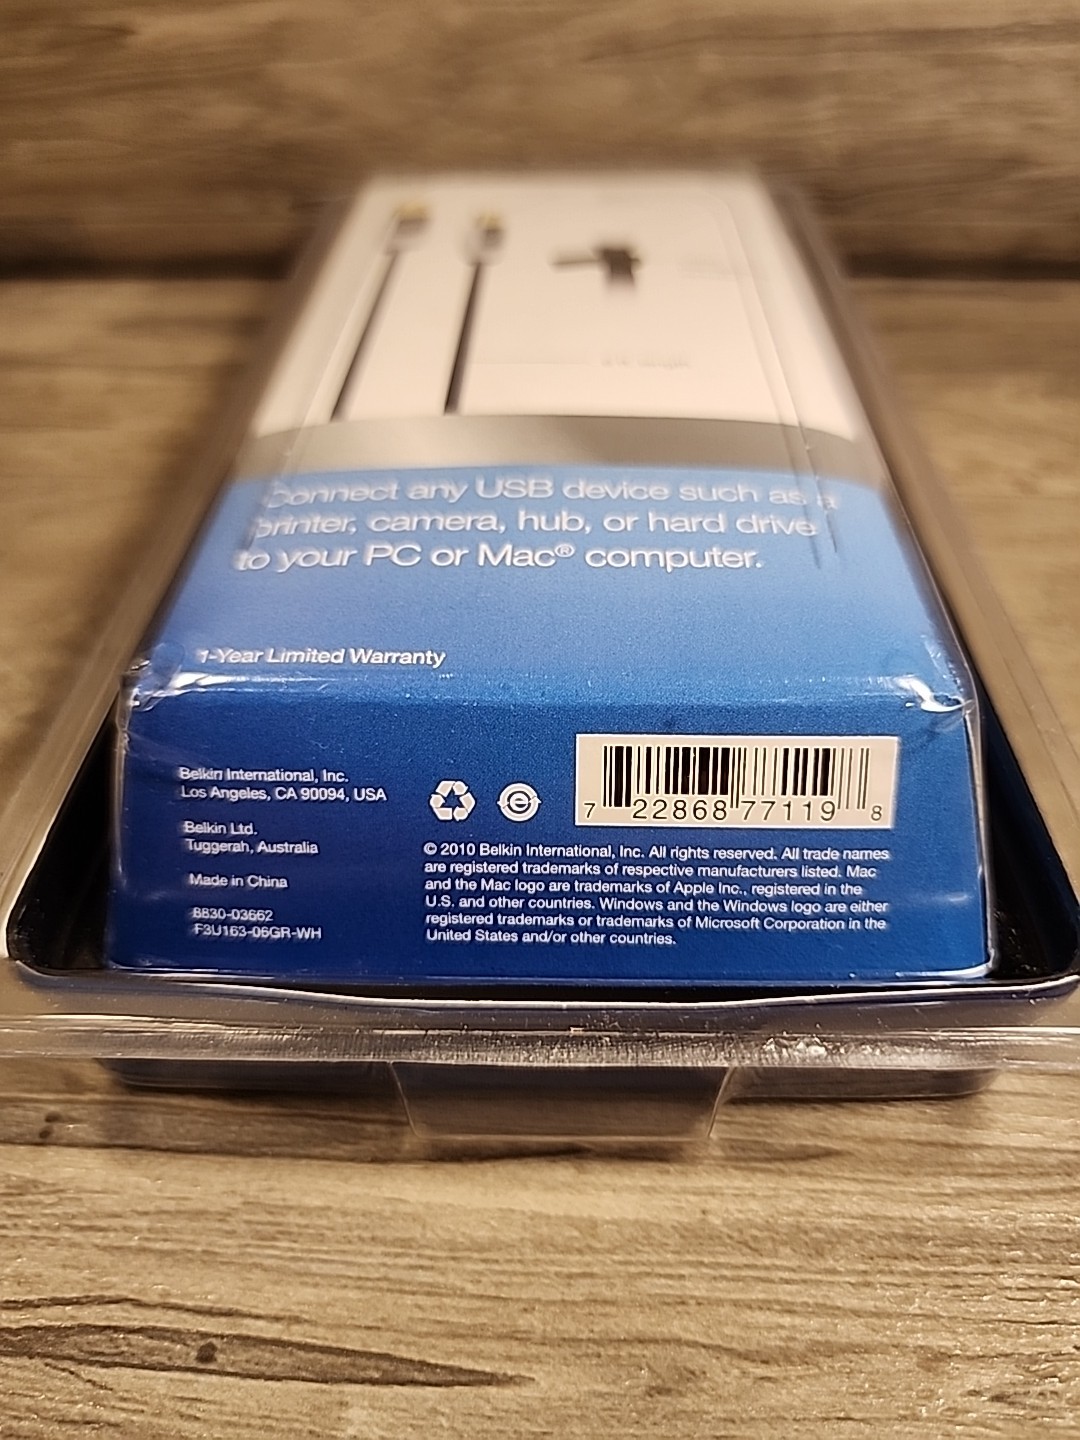 Connect any USB device such as a
printer, camera, hub, or hard drive
to your PC or Mac® computer.
1-Year Limited Warranty
Belkin International, Inc.
Los Angeles, CA 90094, USA
Belkin Ltd.
Tuggerah, Australia
Made in China
8830-03662
F3U163-06GR-WH
7 22868 77119 8
© 2010 Belkin International, Inc. All rights reserved. All trade names
are registered trademarks of respective manufacturers listed. Mac
and the Mac logo are trademarks of Apple Inc., registered in the
U.S. and other countries. Windows and the Windows logo are either
registered trademarks or trademarks of Microsoft Corporation in the
United States and/or other countries.